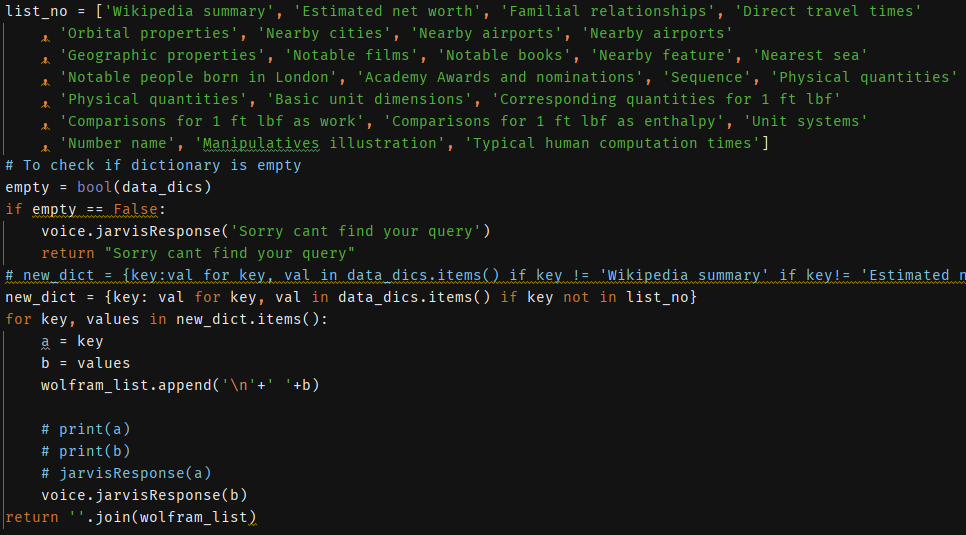 list_no = ['Wikipedia summary', 'Estimated net worth', 'Familial relationships', 'Direct travel times'
, 'Orbital properties', 'Nearby cities', 'Nearby airports', 'Nearby airports'
, 'Geographic properties', 'Notable films', 'Notable books', 'Nearby feature', 'Nearest sea'
, 'Notable people born in London', 'Academy Awards and nominations', 'Sequence', 'Physical quantities'
, 'Physical quantities', 'Basic unit dimensions', 'Corresponding quantities for 1 ft lbf'
, 'Comparisons for 1 ft lbf as work', 'Comparisons for 1 ft lbf as enthalpy', 'Unit systems'
, 'Number name', 'Manipulatives illustration', 'Typical human computation times']
# To check if dictionary is empty
empty = bool(data_dics)
if empty == False:
voice.jarvisResponse('Sorry cant find your query')
return "Sorry cant find your query"
# new_dict = {key:val for key, val in data_dics.items() if key != 'Wikipedia summary' if key!= 'Estimated n
new_dict = {key: val for key, val in data_dics.items() if key not in list_no}
for key, values in new_dict.items():
a = key
b = values
wolfram_list.append('\n'+' '+b)
# print(a)
# print(b)
# jarvisResponse(a)
voice.jarvisResponse(b)
return ''.join(wolfram_list)